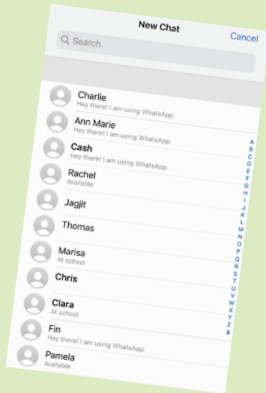 New Chat
Cancel
Search
Charlie
Hey there! I am using WhatsApp.
Ann Marie
Hey there! I am using WhatsApp.
Cash
Hey there! I am using WhatsApp.
Rachel
Available
Jagjit
Thomas
Marisa
At school
Chris
Clara
At school
Fin
Hey there! I am using WhatsApp.
Pamela
Available
A
B
C
D
E
F
G
H
I
J
K
L
M
N
O
P
Q
R
S
T
U
V
W
X
Y
Z
#